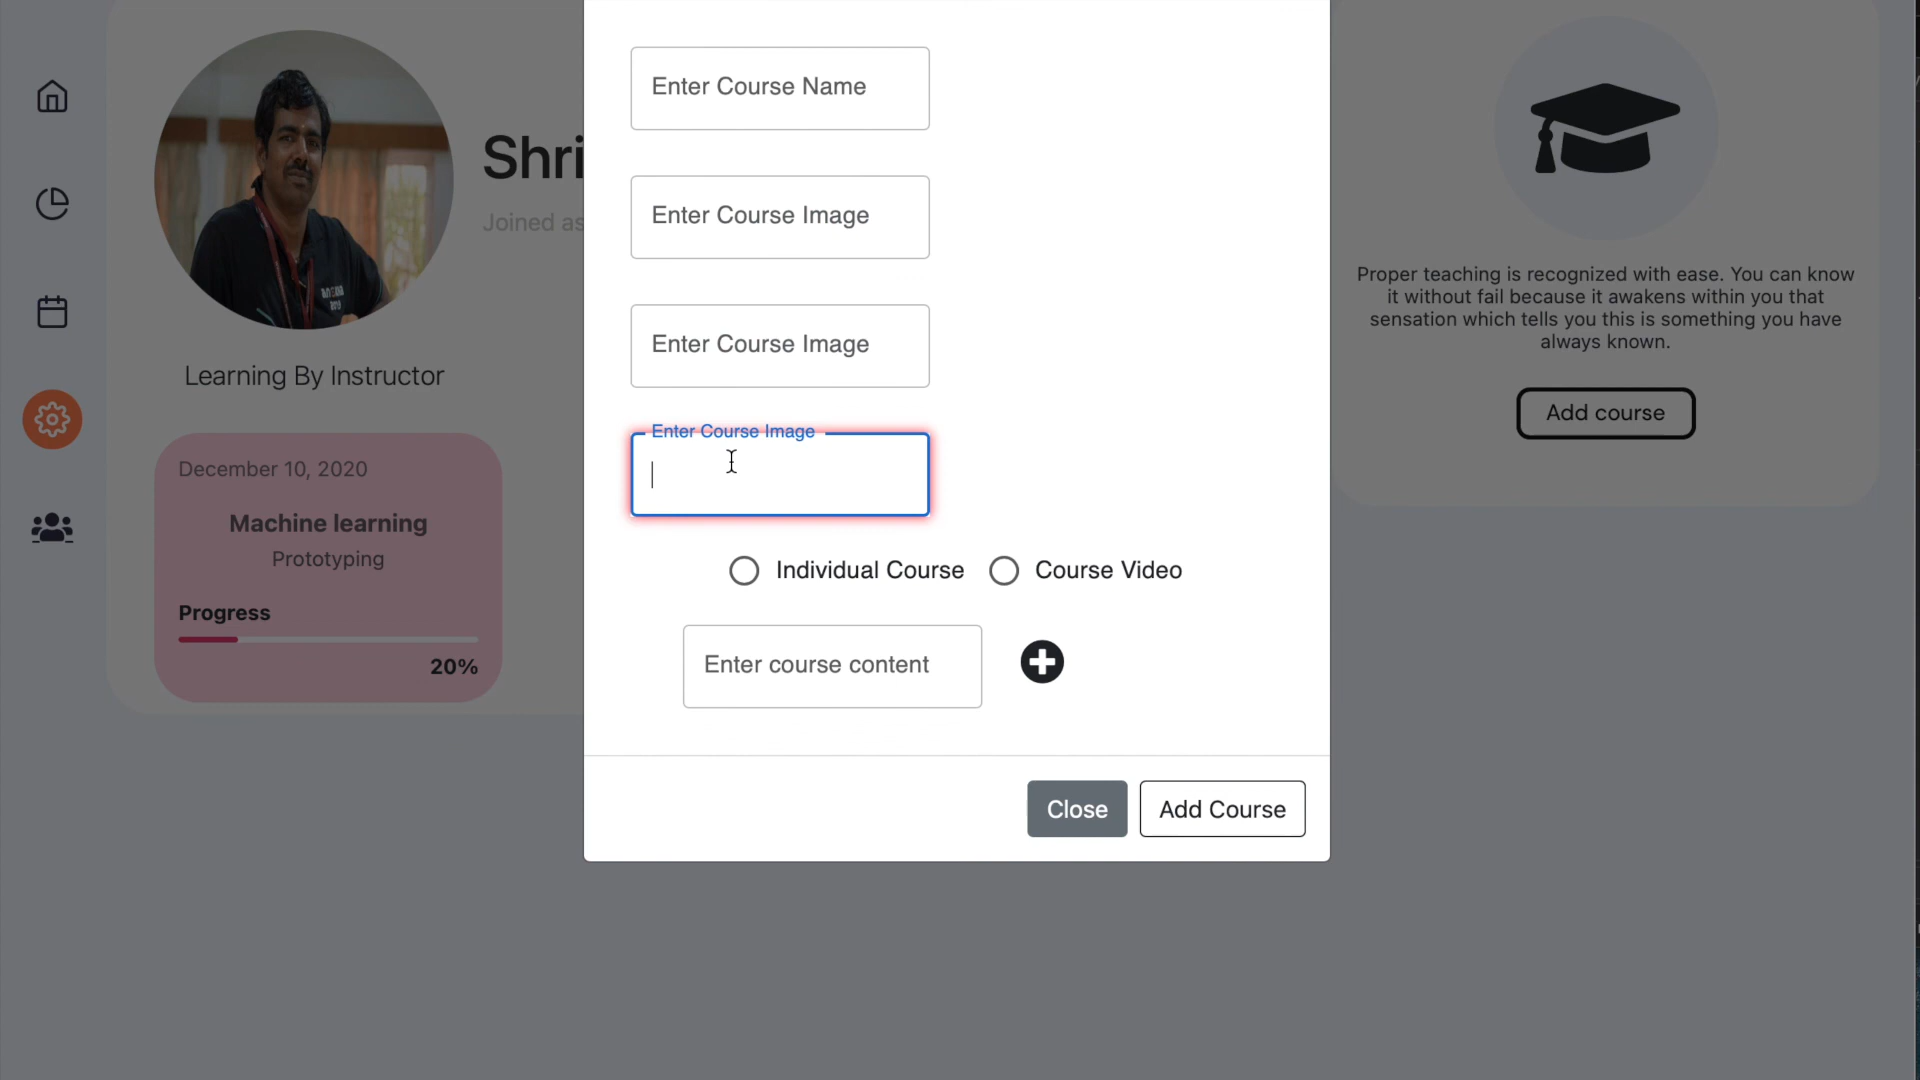 Shri
Joined as
Learning By Instructor
December 10, 2020
Machine learning
Prototyping
Progress
20%
Enter Course Name
Enter Course Image
Enter Course Image
Enter Course Image
Individual Course
Course Video
Enter course content
Close
Add Course
Proper teaching is recognized with ease. You can know
it without fail because it awakens within you that
sensation which tells you this is something you have
always known.
Add course